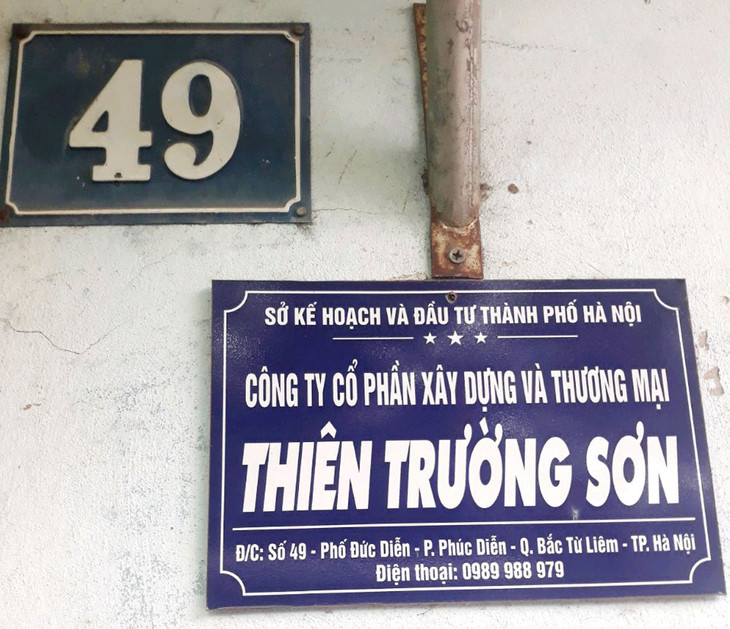 49
SỞ KẾ HOẠCH VÀ ĐẦU TƯ THÀNH PHỐ HÀ NỘI
CÔNG TY CỔ PHẦN XÂY DỰNG VÀ THƯƠNG MẠI
THIÊN TRƯỜNG SƠN
Đ/C: Số 49 - Phố Đức Diễn - P. Phúc Diễn - Q. Bắc Từ Liêm - TP. Hà Nội
Điện thoại: 0989 988 979